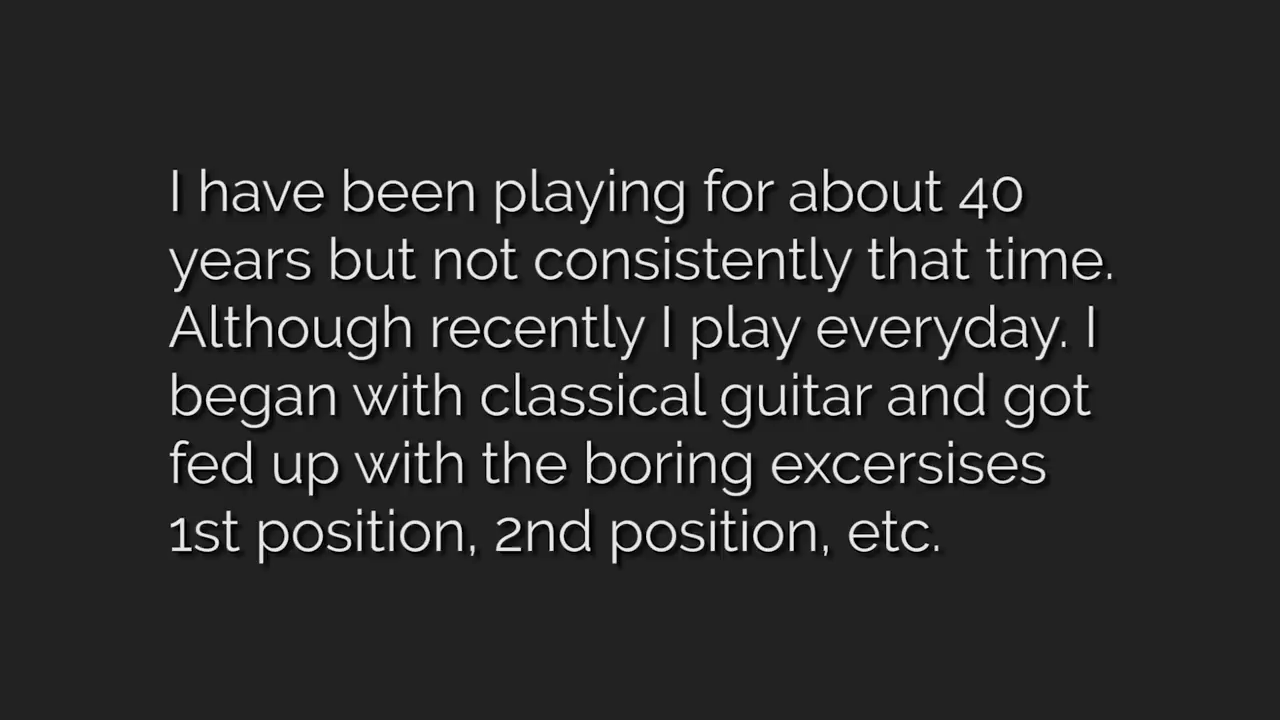 I have been playing for about 40
years but not consistently that time.
Although recently I play everyday. I
began with classical guitar and got
fed up with the boring excersises
1st position, 2nd position, etc.